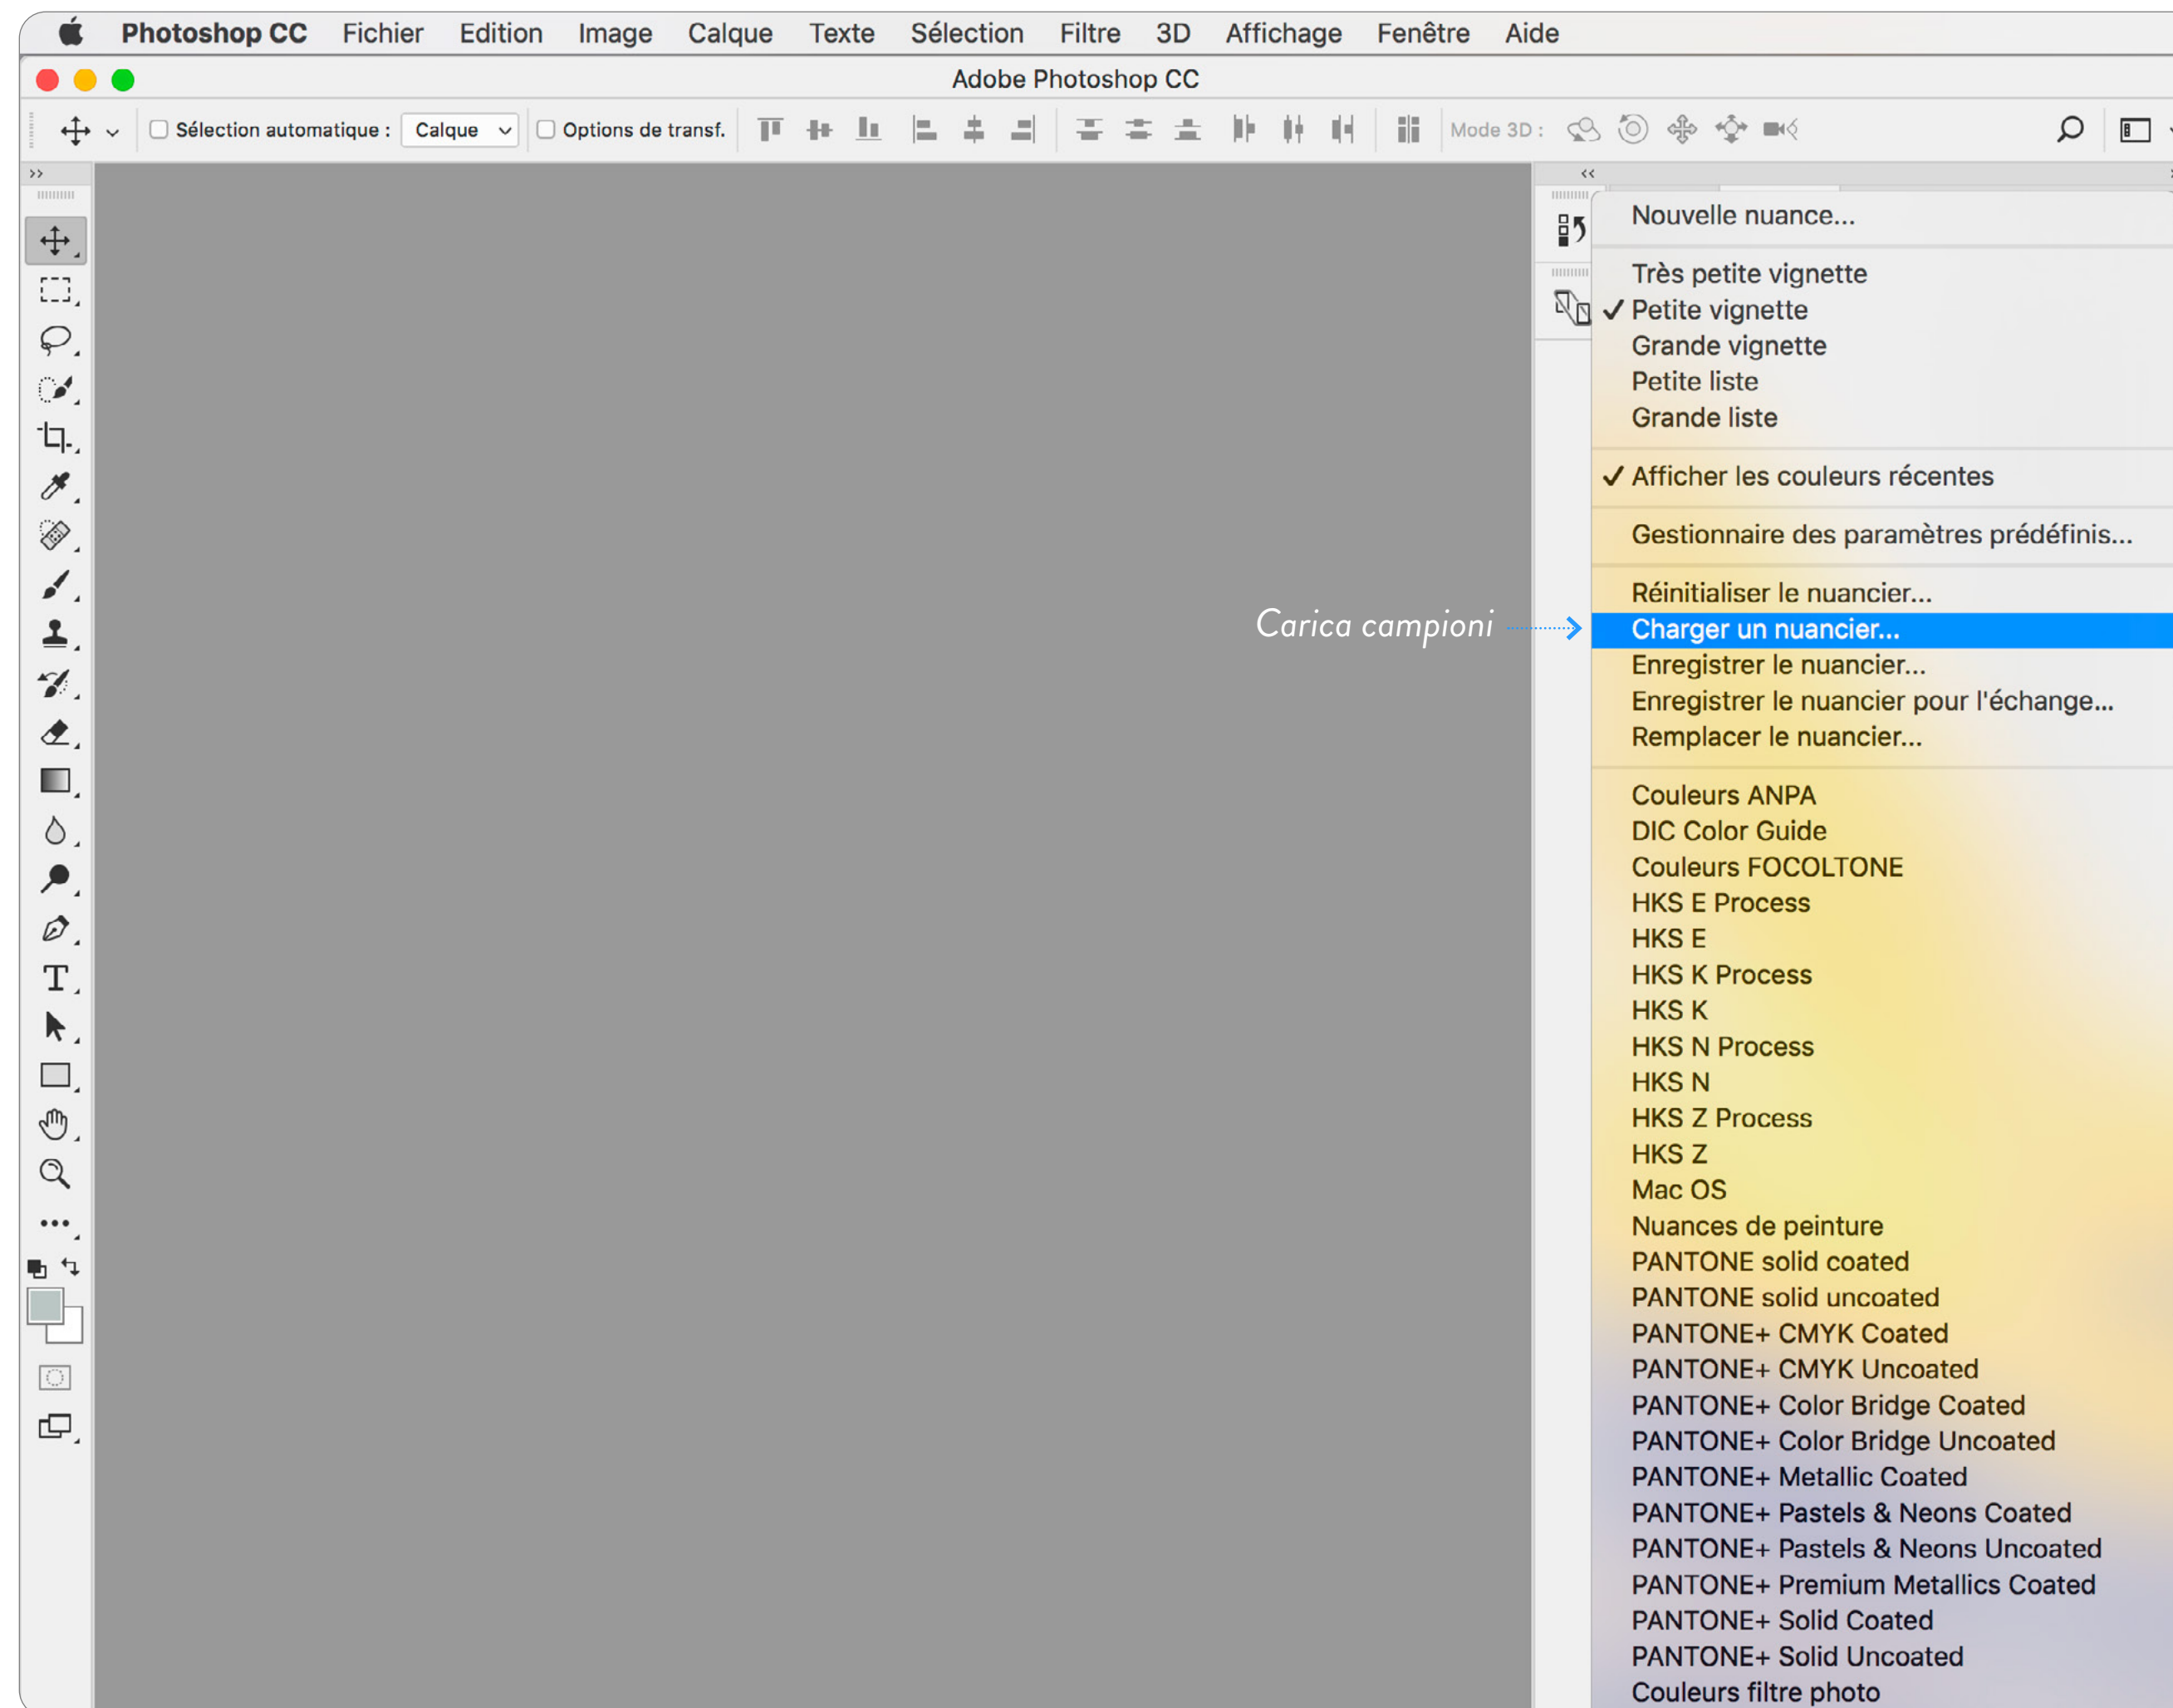 Photoshop CC Fichier Edition Image Calque Texte Sélection Filtre 3D Affichage Fenêtre Aide
Adobe Photoshop CC
Sélection automatique : Calque Options de transf. Mode 3D :
Nouvelle nuance...
Très petite vignette
Petite vignette
Grande vignette
Petite liste
Grande liste
Afficher les couleurs récentes
Gestionnaire des paramètres prédéfinis...
Réinitialiser le nuancier...
Carica campioni
Charger un nuancier...
Enregistrer le nuancier...
Enregistrer le nuancier pour l'échange...
Remplacer le nuancier...
Couleurs ANPA
DIC Color Guide
Couleurs FOCOLTONE
HKS E Process
HKS E
HKS K Process
HKS K
HKS N Process
HKS N
HKS Z Process
HKS Z
Mac OS
Nuances de peinture
PANTONE solid coated
PANTONE solid uncoated
PANTONE+ CMYK Coated
PANTONE+ CMYK Uncoated
PANTONE+ Color Bridge Coated
PANTONE+ Color Bridge Uncoated
PANTONE+ Metallic Coated
PANTONE+ Pastels & Neons Coated
PANTONE+ Pastels & Neons Uncoated
PANTONE+ Premium Metallics Coated
PANTONE+ Solid Coated
PANTONE+ Solid Uncoated
Couleurs filtre photo